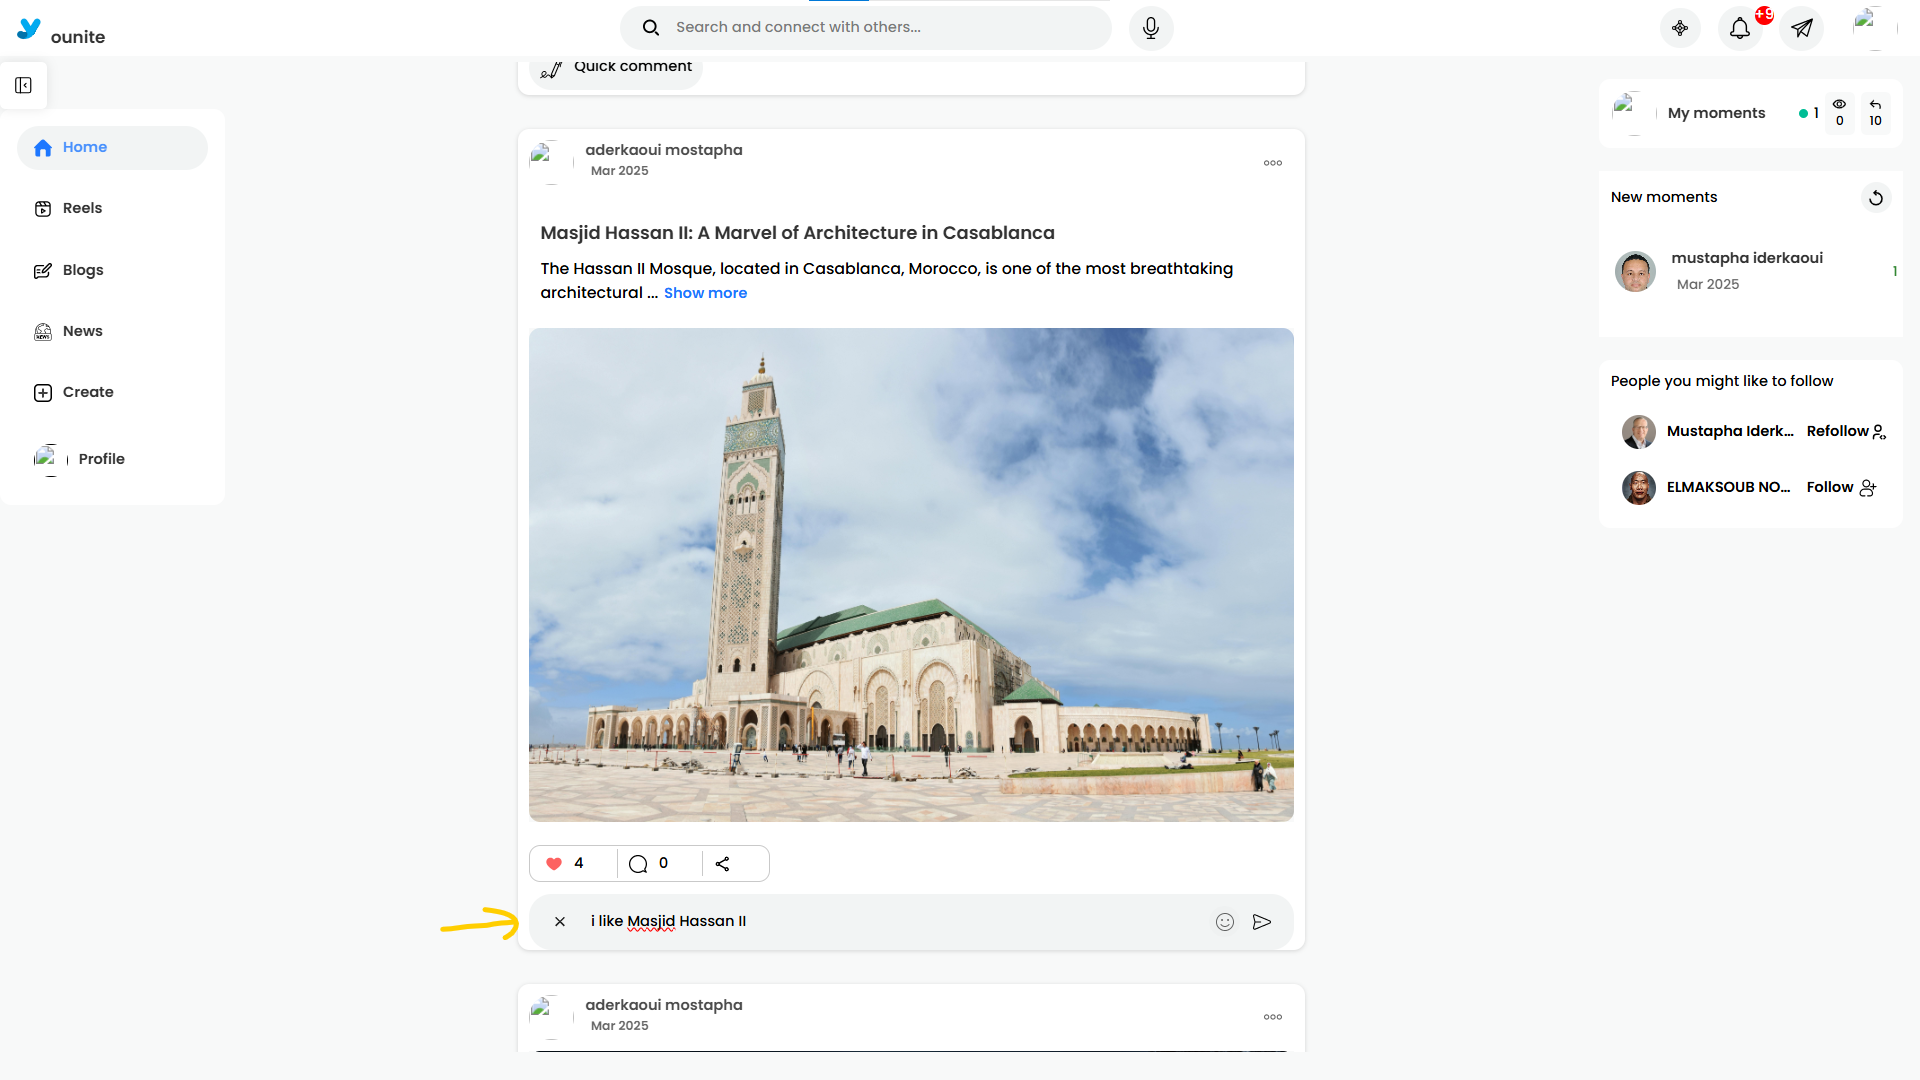 ounite
Search and connect with others...
+9
Quick comment
Home
Reels
Blogs
News
Create
Profile
aderkaoui mostapha
Mar 2025
Masjid Hassan II: A Marvel of Architecture in Casablanca
The Hassan II Mosque, located in Casablanca, Morocco, is one of the most breathtaking
architectural ... Show more
4
0
i like Masjid Hassan II
aderkaoui mostapha
Mar 2025
My moments
1
0
10
New moments
mustapha iderkaoui
Mar 2025
1
People you might like to follow
Mustapha Iderk... Refollow
ELMAKSOUB NO... Follow